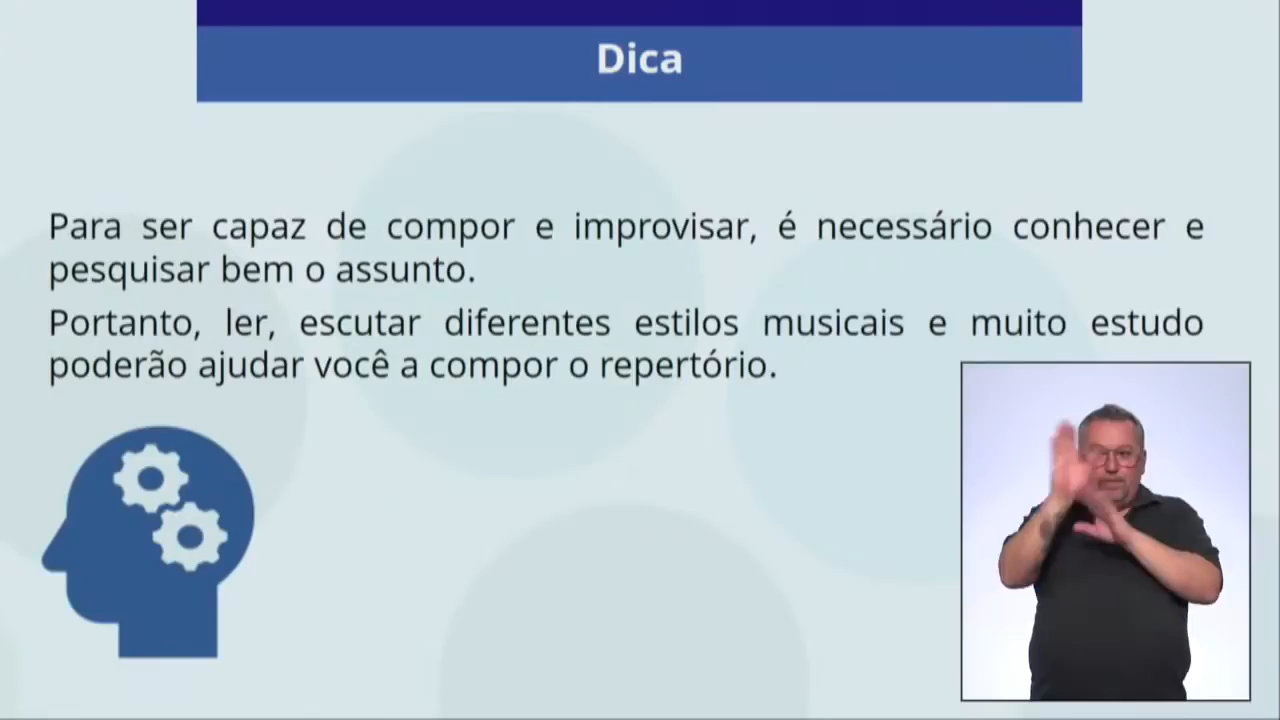 Dica
Para ser capaz de compor e improvisar, é necessário conhecer e
pesquisar bem o assunto.
Portanto, ler, escutar diferentes estilos musicais e muito estudo
poderão ajudar você a compor o repertório.